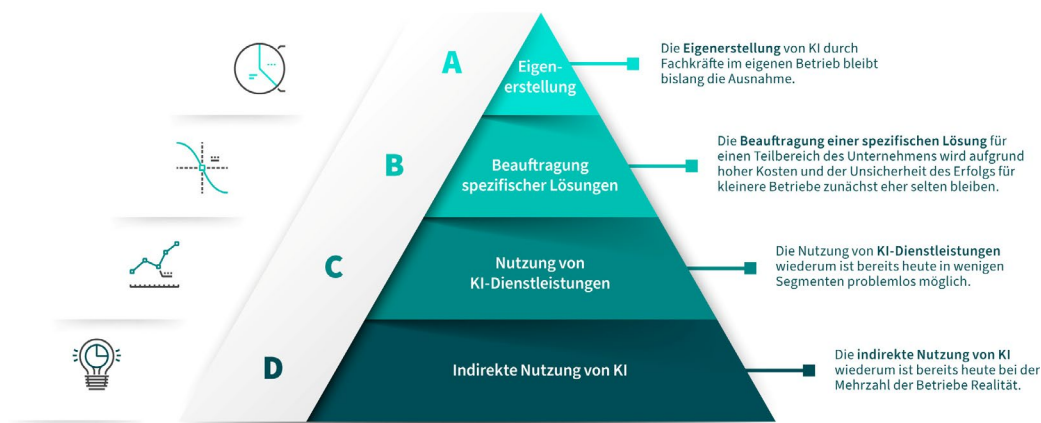 A
Eigen-
erstellung
Die Eigenerstellung von KI durch
Fachkräfte im eigenen Betrieb bleibt
bislang die Ausnahme.
B
Beauftragung
spezifischer Lösungen
Die Beauftragung einer spezifischen Lösung für
einen Teilbereich des Unternehmens wird aufgrund
hoher Kosten und der Unsicherheit des Erfolgs für
kleinere Betriebe zunächst eher selten bleiben.
C
Nutzung von
KI-Dienstleistungen
Die Nutzung von KI-Dienstleistungen
wiederum ist bereits heute in wenigen
Segmenten problemlos möglich.
D
Indirekte Nutzung von KI
Die indirekte Nutzung von KI
wiederum ist bereits heute bei der
Mehrzahl der Betriebe Realität.